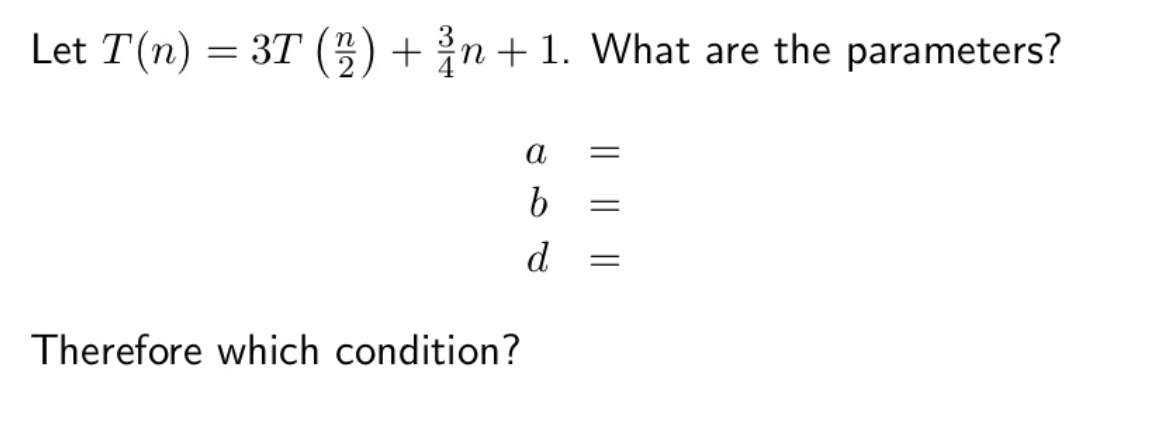 Let T(n) = 3T (n/2) + 3/4 n + 1. What are the parameters?
a =
b =
d =
Therefore which condition?